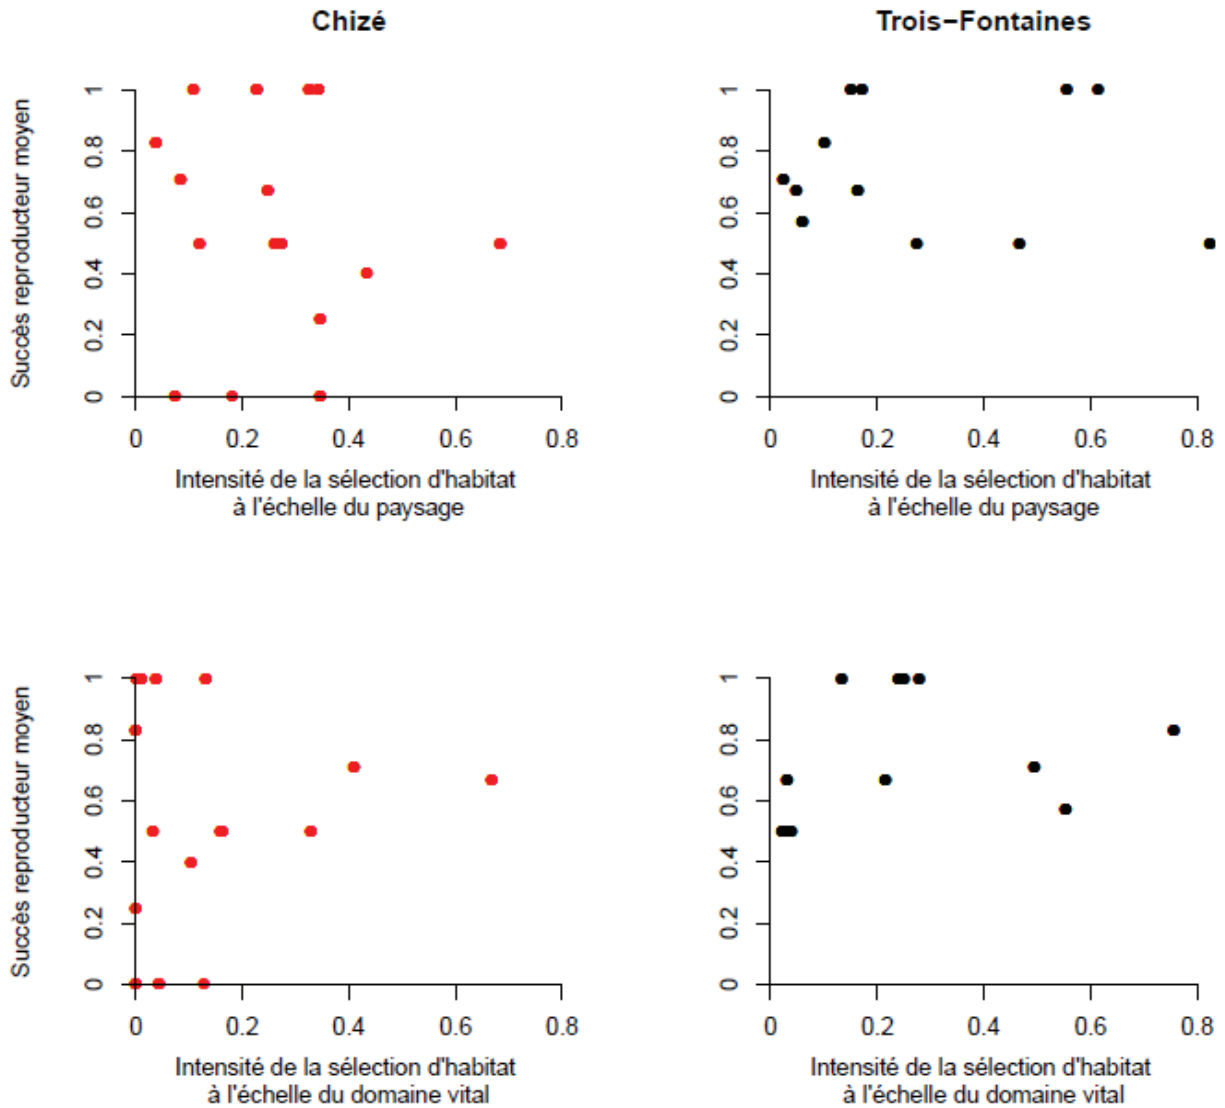 Chizé
Trois−Fontaines
Succès reproducteur moyen
0
0.2
0.4
0.6
0.8
1
0 0.2 0.4 0.6 0.8
Intensité de la sélection d'habitat
à l'échelle du paysage
0
0.2
0.4
0.6
0.8
1
0 0.2 0.4 0.6 0.8
Intensité de la sélection d'habitat
à l'échelle du paysage
Succès reproducteur moyen
0
0.2
0.4
0.6
0.8
1
0 0.2 0.4 0.6 0.8
Intensité de la sélection d'habitat
à l'échelle du domaine vital
0
0.2
0.4
0.6
0.8
1
0 0.2 0.4 0.6 0.8
Intensité de la sélection d'habitat
à l'échelle du domaine vital